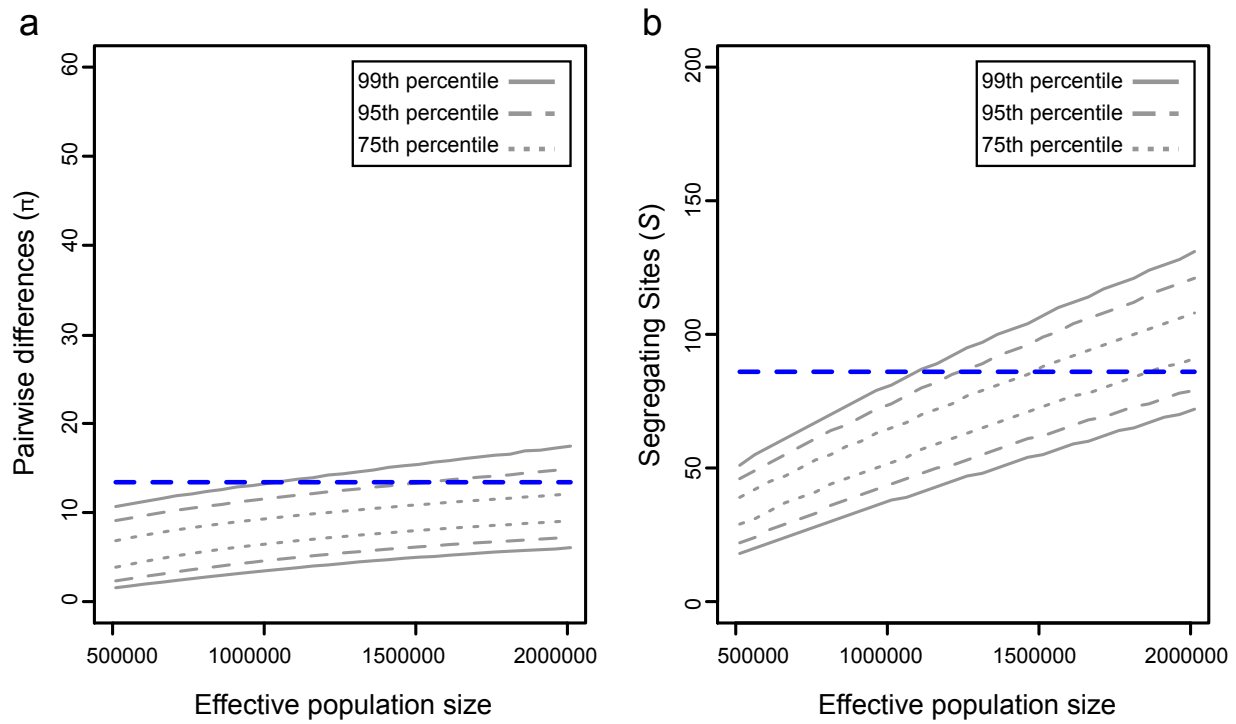 a
Pairwise differences (π)
60
50
40
30
20
10
0
99th percentile
95th percentile
75th percentile
500000 1000000 1500000 2000000
Effective population size
b
Segregating Sites (S)
200
150
100
50
0
99th percentile
95th percentile
75th percentile
500000 1000000 1500000 2000000
Effective population size